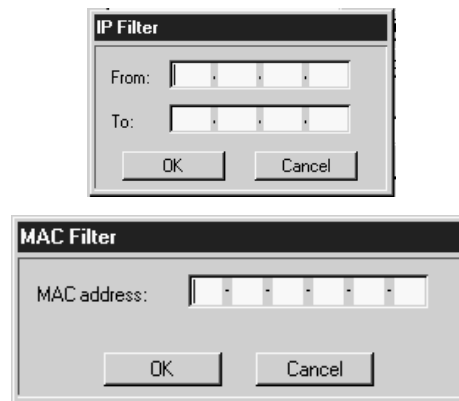 IP Filter
From: . . .
To: . . .
OK Cancel
MAC Filter
MAC address: - - - - -
OK Cancel